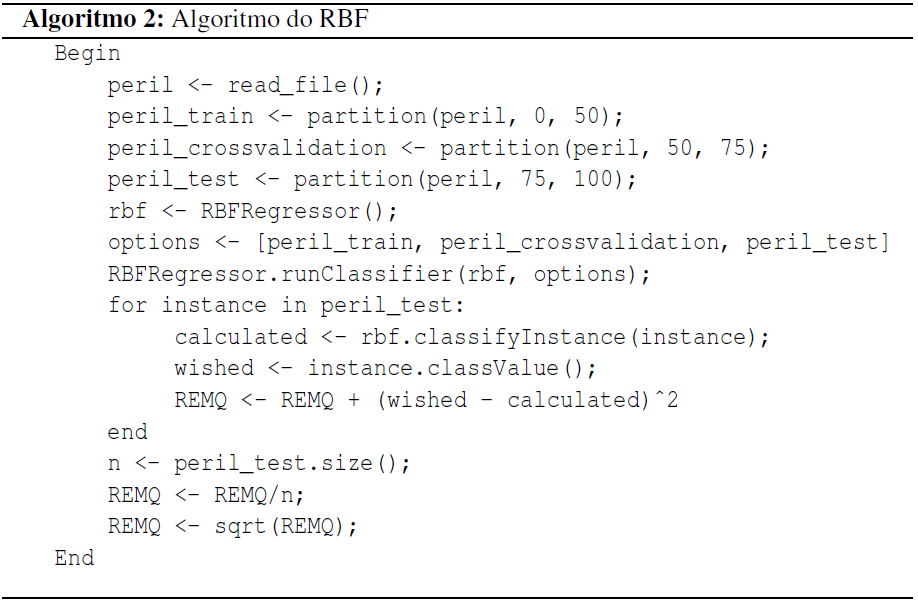 Algoritmo 2: Algoritmo do RBF
Begin
peril <- read_file();
peril_train <- partition(peril, 0, 50);
peril_crossvalidation <- partition(peril, 50, 75);
peril_test <- partition(peril, 75, 100);
rbf <- RBFRegressor();
options <- [peril_train, peril_crossvalidation, peril_test]
RBFRegressor.runClassifier(rbf, options);
for instance in peril_test:
calculated <- rbf.classifyInstance(instance);
wished <- instance.classValue();
REMQ <- REMQ + (wished - calculated)^2
end
n <- peril_test.size();
REMQ <- REMQ/n;
REMQ <- sqrt(REMQ);
End